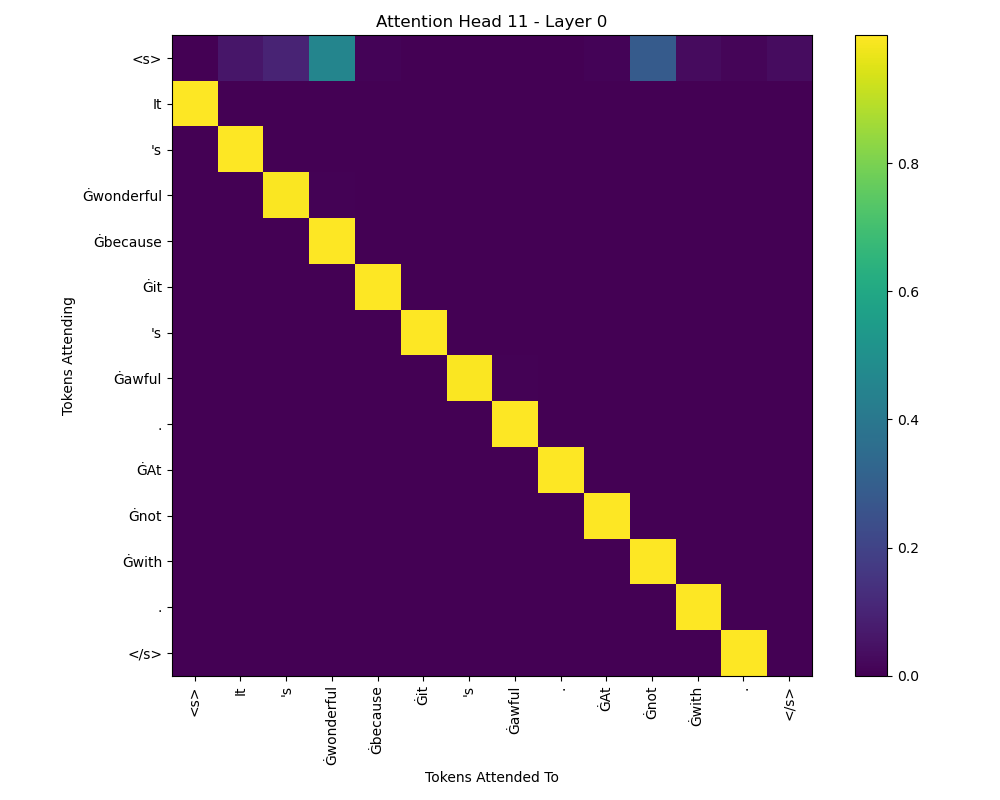 Attention Head 11 - Layer 0
<s>
It
's
Ġwonderful
Ġbecause
Ġit
's
Ġawful
.
ĠAt
Ġnot
Ġwith
.
</s>
Tokens Attending
<s>
It
's
Ġwonderful
Ġbecause
Ġit
's
Ġawful
.
ĠAt
Ġnot
Ġwith
.
</s>
Tokens Attended To
0.8
0.6
0.4
0.2
0.0